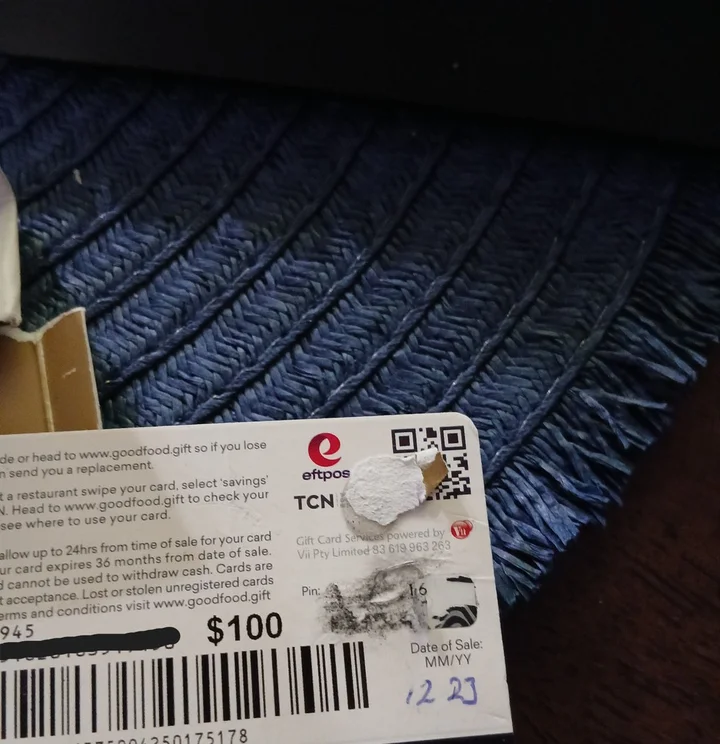 de or head to www.goodfood.gift so if you lose
n send you a replacement.
t a restaurant swipe your card, select 'savings'
N. Head to www.goodfood.gift to check your
see where to use your card.
allow up to 24hrs from time of sale for your card
ur card expires 36 months from date of sale.
d cannot be used to withdraw cash. Cards are
t acceptance. Lost or stolen unregistered cards
erms and conditions visit www.goodfood.gift
945
$100
eftpos
TCN
Gift Card Services powered by
Vii
Vii Pty Limited 83 619 963 263
Pin:
16
Date of Sale:
MM/YY
12 23